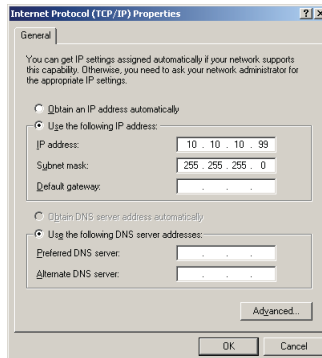 Internet Protocol (TCP/IP) Properties
General
You can get IP settings assigned automatically if your network supports
this capability. Otherwise, you need to ask your network administrator for
the appropriate IP settings.
Obtain an IP address automatically
Use the following IP address:
IP address: 10 . 10 . 10 . 99
Subnet mask: 255 . 255 . 255 . 0
Default gateway: . . .
Obtain DNS server address automatically
Use the following DNS server addresses:
Preferred DNS server: . . .
Alternate DNS server: . . .
Advanced...
OK Cancel